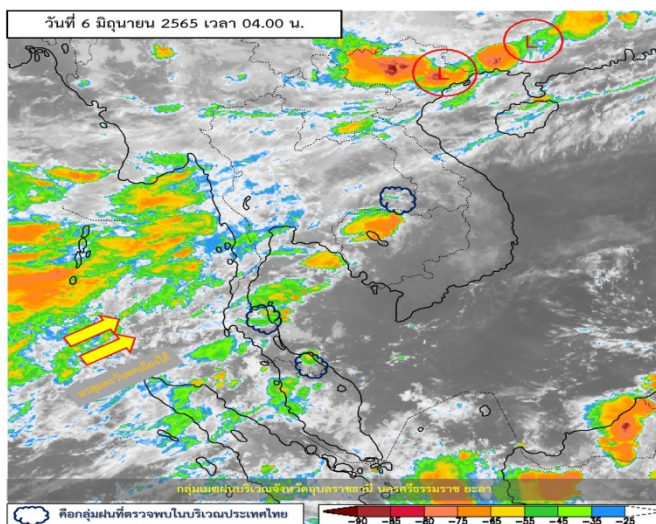 วันที่ 6 มิถุนายน 2565 เวลา 04.00 น.
L
L
มรสุมตะวันตกเฉียงใต้
กลุ่มเมฆฝนบริเวณจังหวัดอุบลราชธานี นครศรีธรรมราช ยะลา
คือกลุ่มฝนที่ตรวจพบในบริเวณประเทศไทย
-90 -85 -80 -75 -65 -55 -45 -35 25